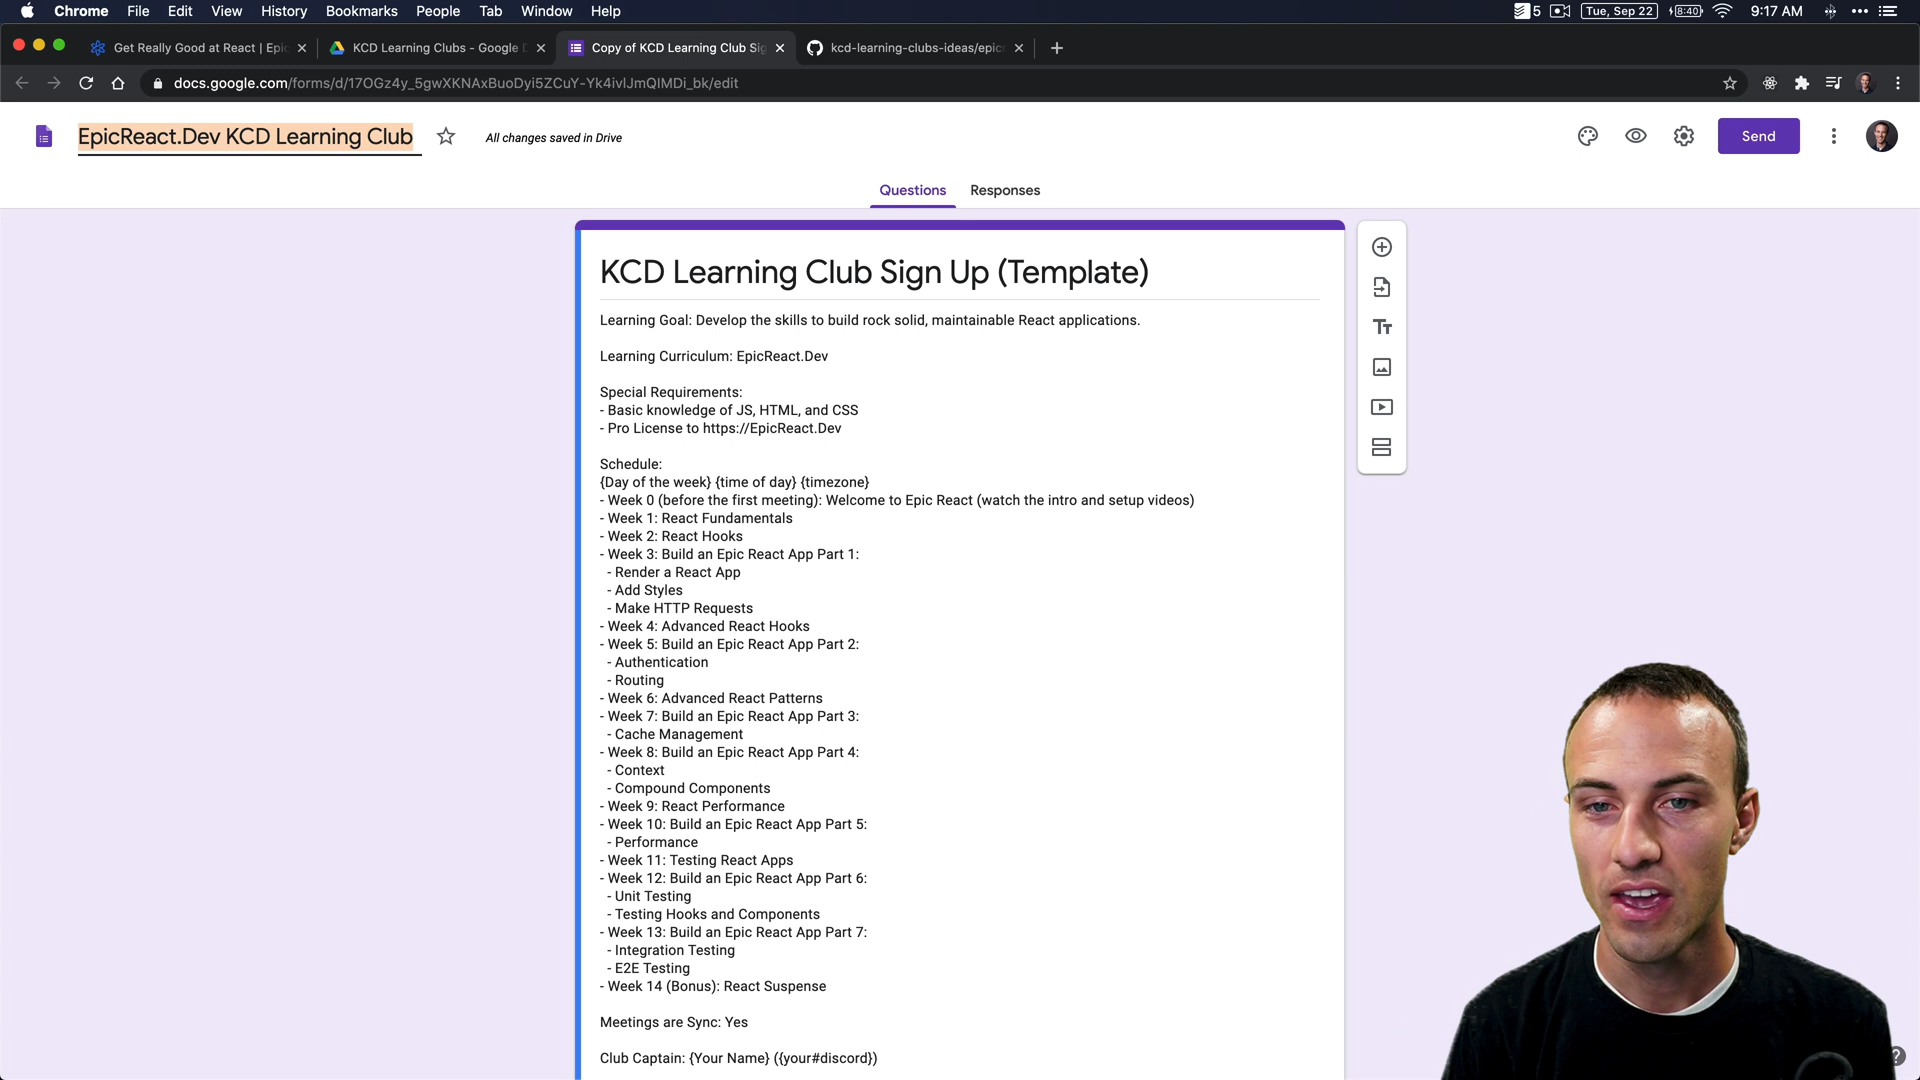 Chrome File Edit View History Bookmarks People Tab Window Help 5 Tue, Sep 22 8:40 9:17 AM
Get Really Good at React | Epic
KCD Learning Clubs - Google D
Copy of KCD Learning Club Sig
kcd-learning-clubs-ideas/epicr
docs.google.com/forms/d/17OGz4y_5gwXKNAxBuoDyi5ZCuY-Yk4ivlJmQIMDi_bk/edit
EpicReact.Dev KCD Learning Club
All changes saved in Drive
Send
Questions Responses
KCD Learning Club Sign Up (Template)
Learning Goal: Develop the skills to build rock solid, maintainable React applications.
Learning Curriculum: EpicReact.Dev
Special Requirements:
- Basic knowledge of JS, HTML, and CSS
- Pro License to https://EpicReact.Dev
Schedule:
{Day of the week} {time of day} {timezone}
- Week 0 (before the first meeting): Welcome to Epic React (watch the intro and setup videos)
- Week 1: React Fundamentals
- Week 2: React Hooks
- Week 3: Build an Epic React App Part 1:
- Render a React App
- Add Styles
- Make HTTP Requests
- Week 4: Advanced React Hooks
- Week 5: Build an Epic React App Part 2:
- Authentication
- Routing
- Week 6: Advanced React Patterns
- Week 7: Build an Epic React App Part 3:
- Cache Management
- Week 8: Build an Epic React App Part 4:
- Context
- Compound Components
- Week 9: React Performance
- Week 10: Build an Epic React App Part 5:
- Performance
- Week 11: Testing React Apps
- Week 12: Build an Epic React App Part 6:
- Unit Testing
- Testing Hooks and Components
- Week 13: Build an Epic React App Part 7:
- Integration Testing
- E2E Testing
- Week 14 (Bonus): React Suspense
Meetings are Sync: Yes
Club Captain: {Your Name} ({your#discord})